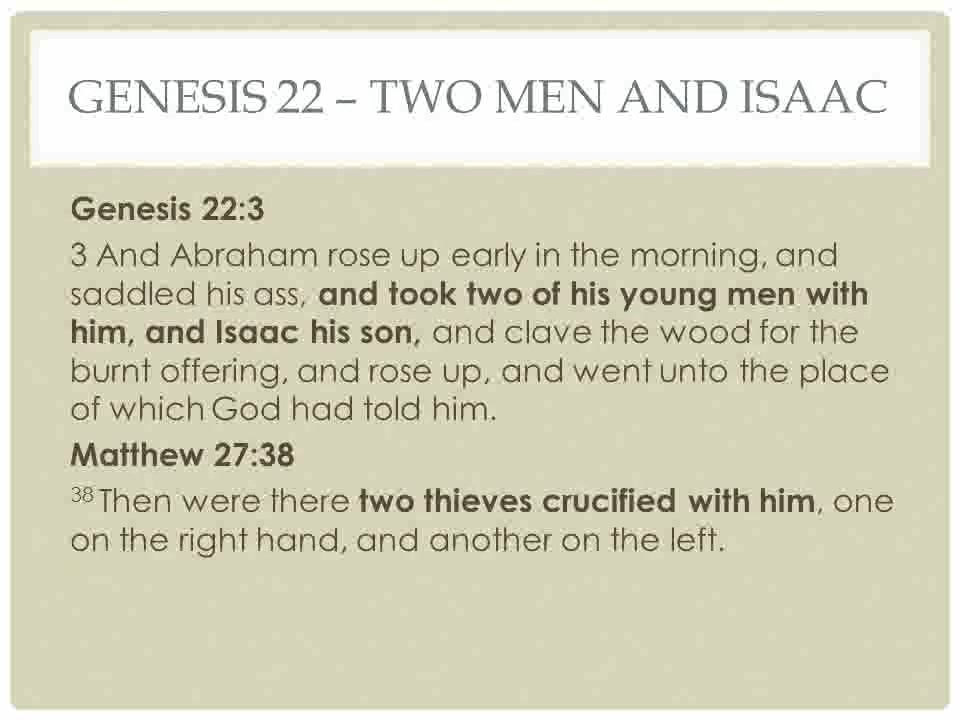 GENESIS 22 – TWO MEN AND ISAAC
Genesis 22:3
3 And Abraham rose up early in the morning, and
saddled his ass, and took two of his young men with
him, and Isaac his son, and clave the wood for the
burnt offering, and rose up, and went unto the place
of which God had told him.
Matthew 27:38
38 Then were there two thieves crucified with him, one
on the right hand, and another on the left.